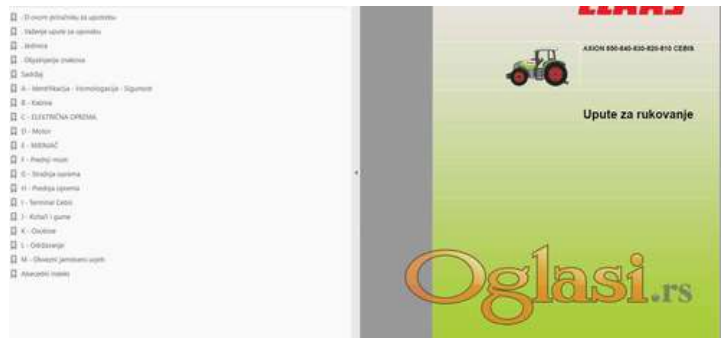 - O ovom priručniku za upotrebu
- Važenje upute za uporabu
- Jedinice
- Objašnjenje znakova
Sadržaj
A - Identifikacija - Homologacija - Sigurnost
B - Kabina
C - ELEKTRIČNA OPREMA
D - Motor
E - MJENJAČ
F - Prednji most
G - Stražnja oprema
H - Prednja oprema
I - Terminal Cebis
J - Kotači i gume
K - Osovine
L - Održavanje
M - Obvezni jamstveni uvjeti
Abecedni indeks
CLAAS
AXION 850-840-830-820-810 CEBIS
Upute za rukovanje
Oglasi.rs